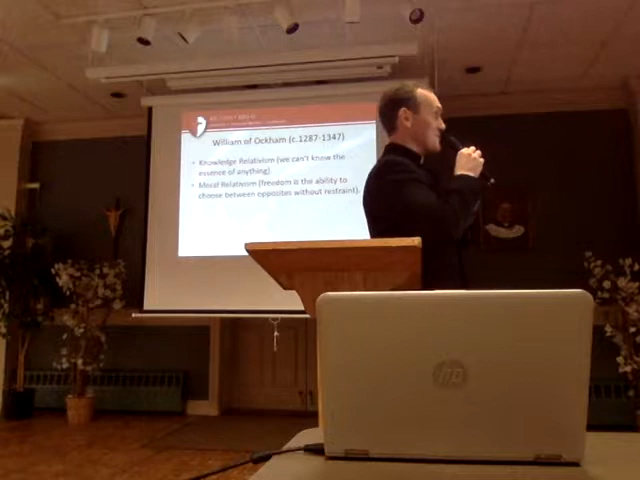 William of Ockham (c.1287-1347)
• Knowledge Relativism (we can't know the
essence of anything)
• Moral Relativism (freedom is the ability to
choose between opposites without restraint).
hp